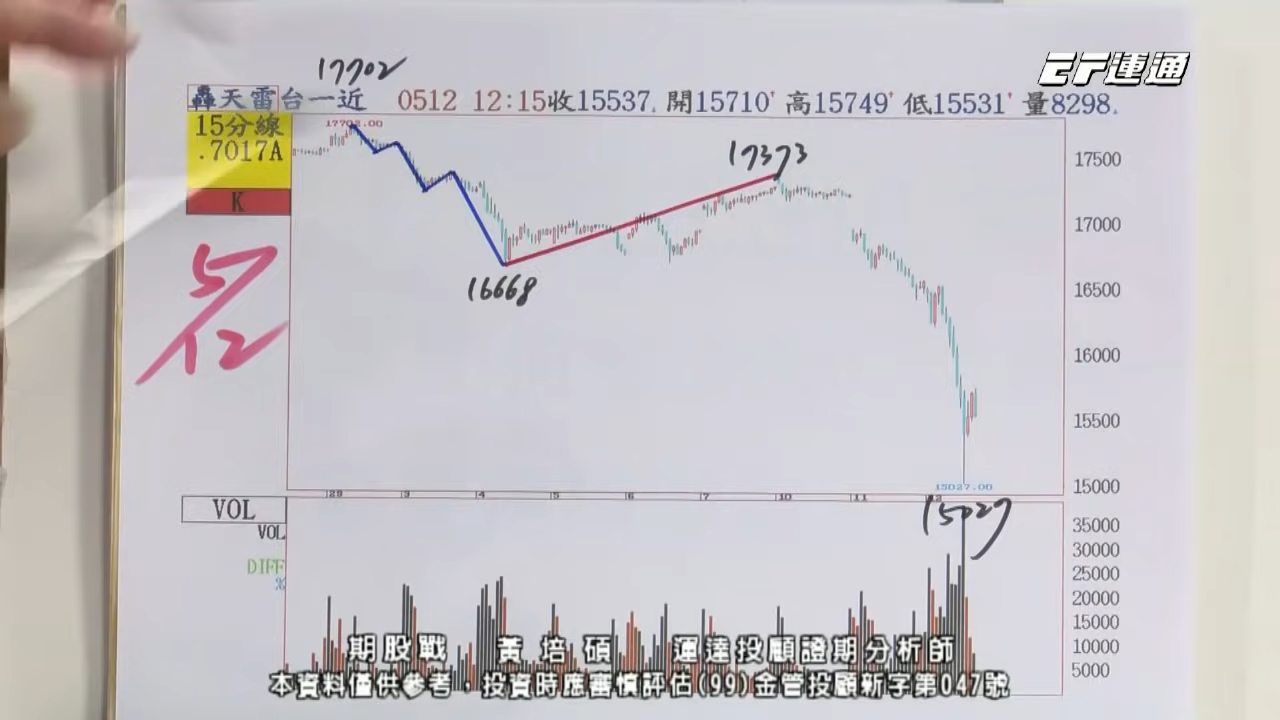 EF運通
17702
轟天雷台一近 0512 12:15收15537. 開15710' 高15749' 低15531' 量8298.
15分線
.7017A
K
17702.00
17373
16668
5/12
17500
17000
16500
16000
15500
15000
15027.00
29 3 4 5 6 7 10 11 12
15027
VOL
VOL
DIFF
%
35000
30000
25000
20000
15000
10000
5000
期股戰 黃培碩 運達投顧證期分析師
本資料僅供參考，投資時應審慎評估(99)金管投顧新字第047號